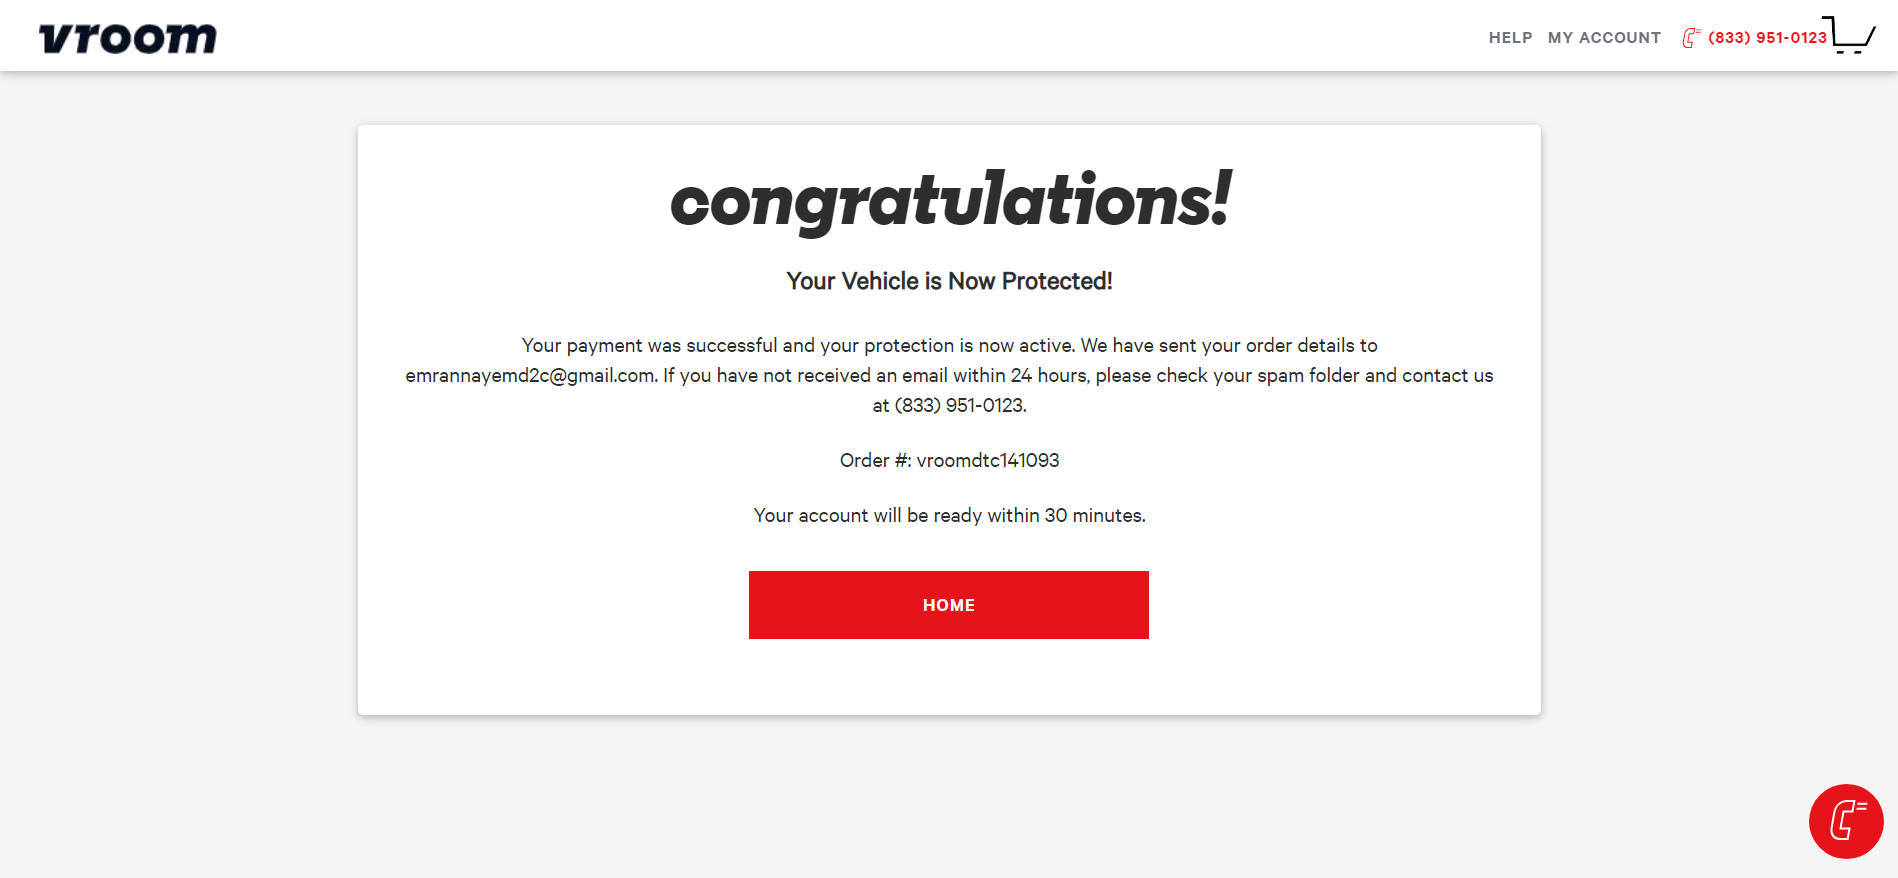 vroom
HELP MY ACCOUNT (833) 951-0123
congratulations!
Your Vehicle is Now Protected!
Your payment was successful and your protection is now active. We have sent your order details to
emrannayemd2c@gmail.com. If you have not received an email within 24 hours, please check your spam folder and contact us
at (833) 951-0123.
Order #: vroomdtc141093
Your account will be ready within 30 minutes.
HOME